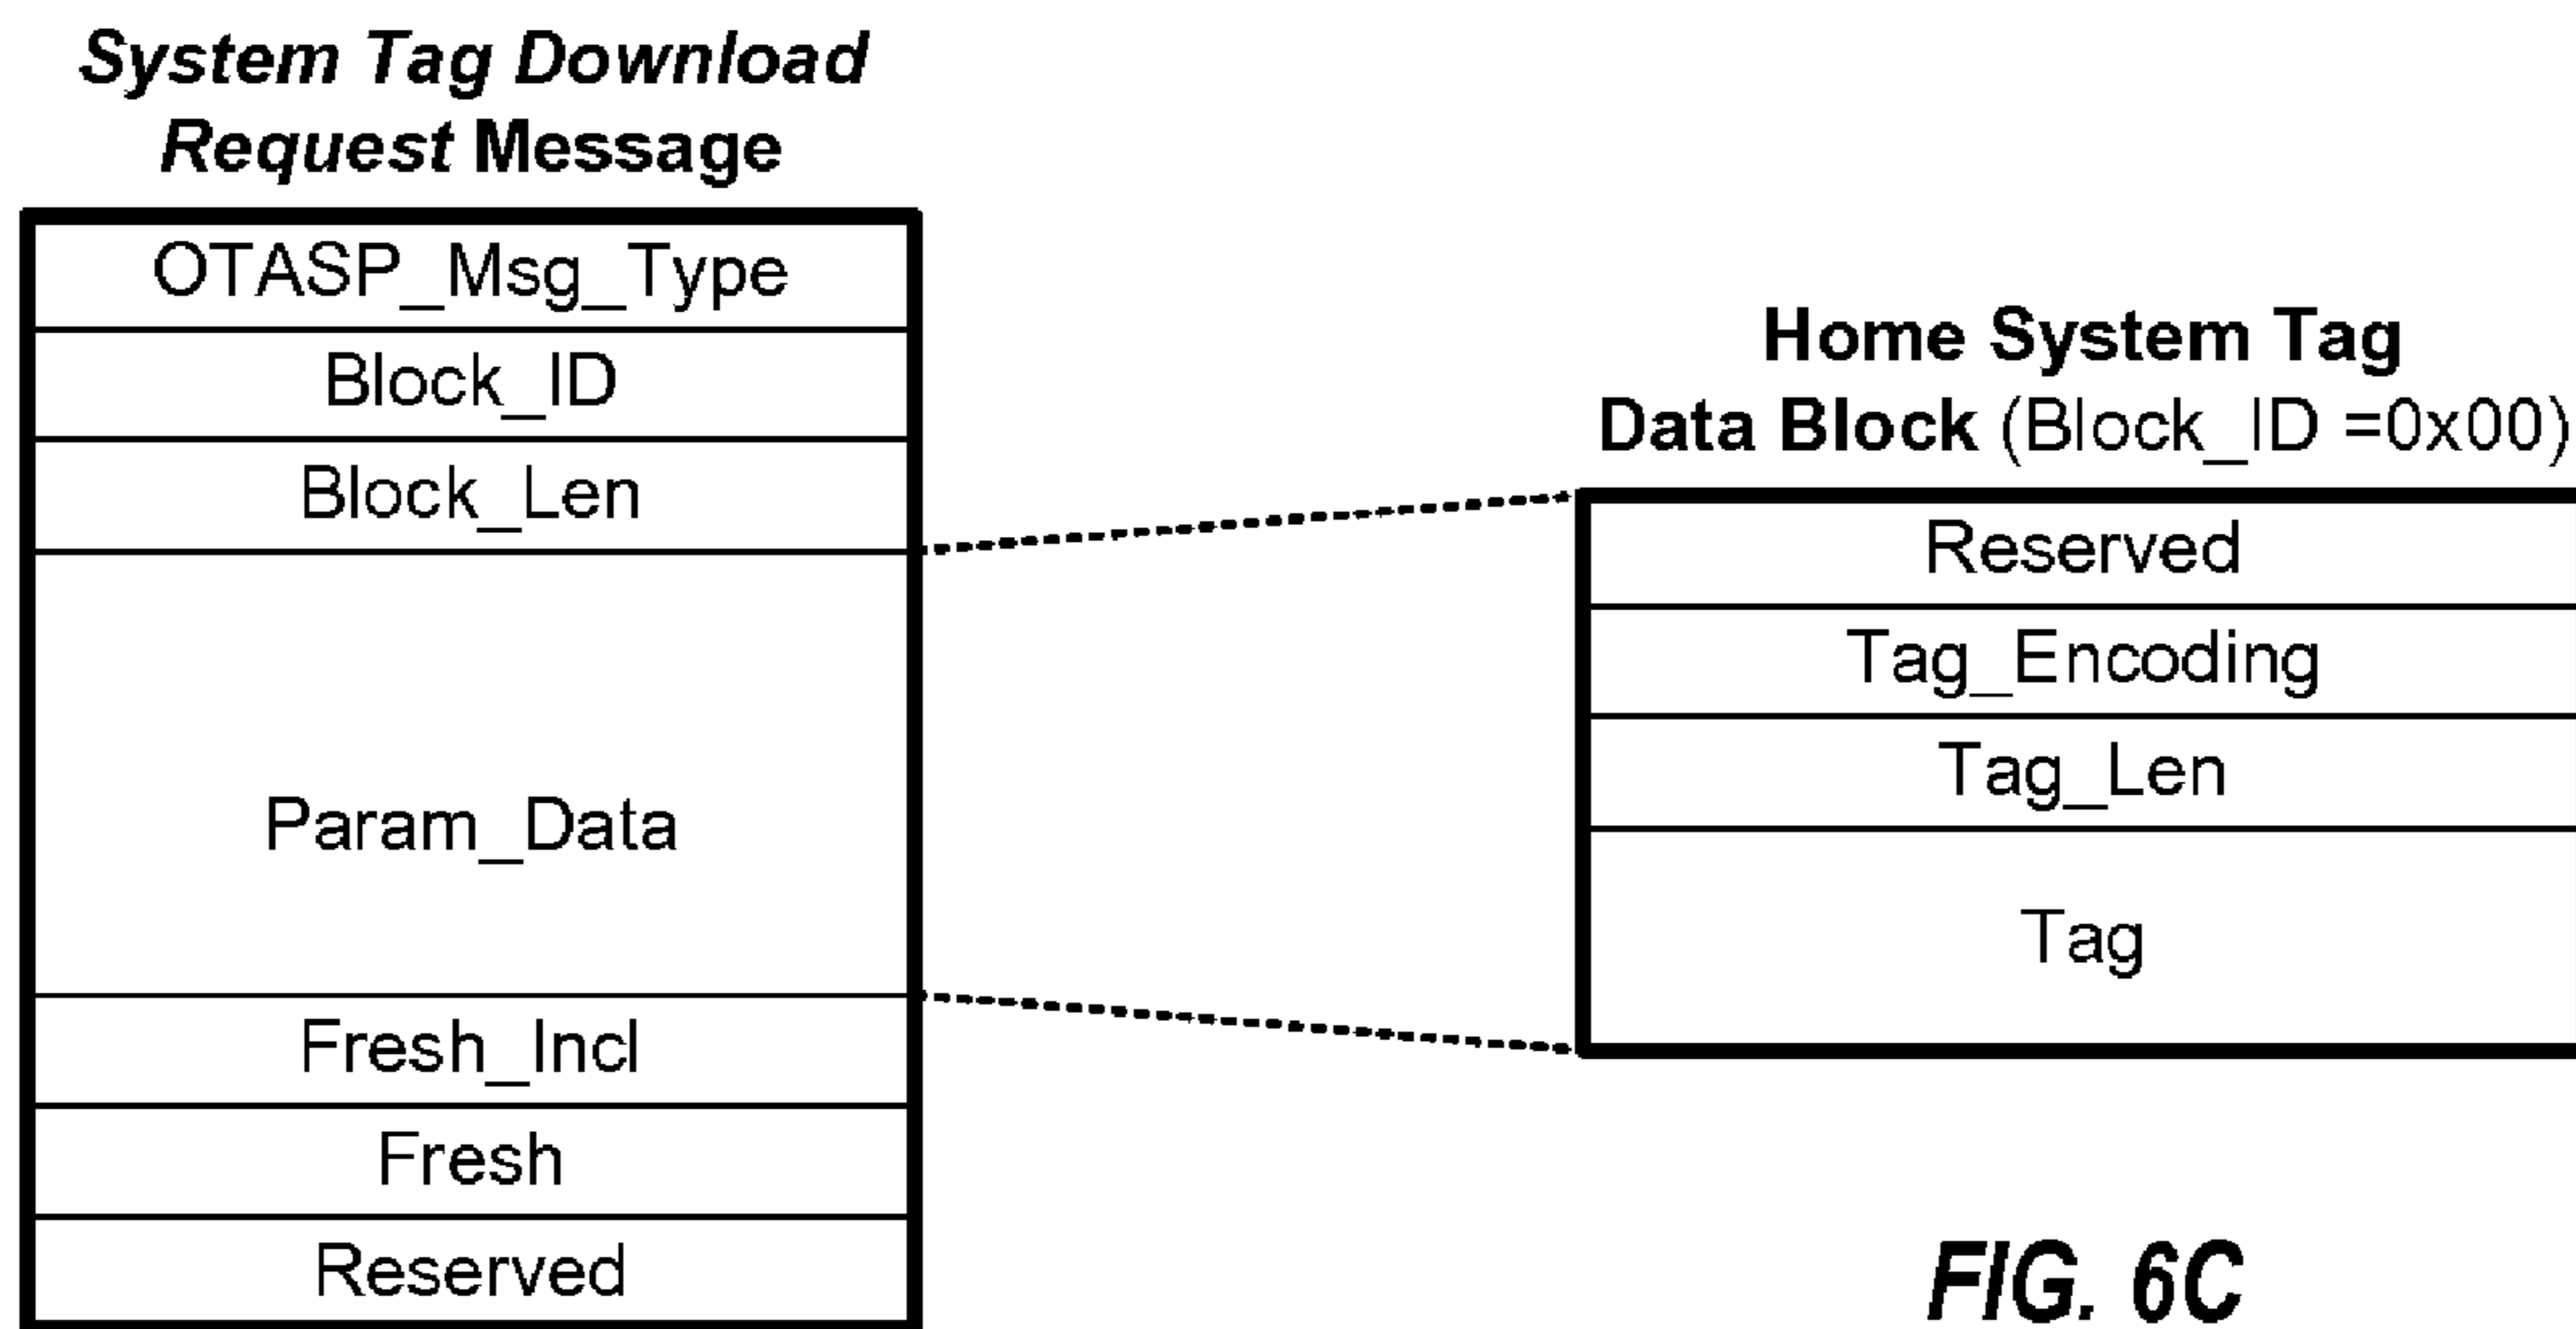 System Tag Download
Request Message
OTASP_Msg_Type
Block_ID
Block_Len
Param_Data
Fresh_Incl
Fresh
Reserved
Home System Tag
Data Block (Block_ID =0x00)
Reserved
Tag_Encoding
Tag_Len
Tag
FIG. 6C